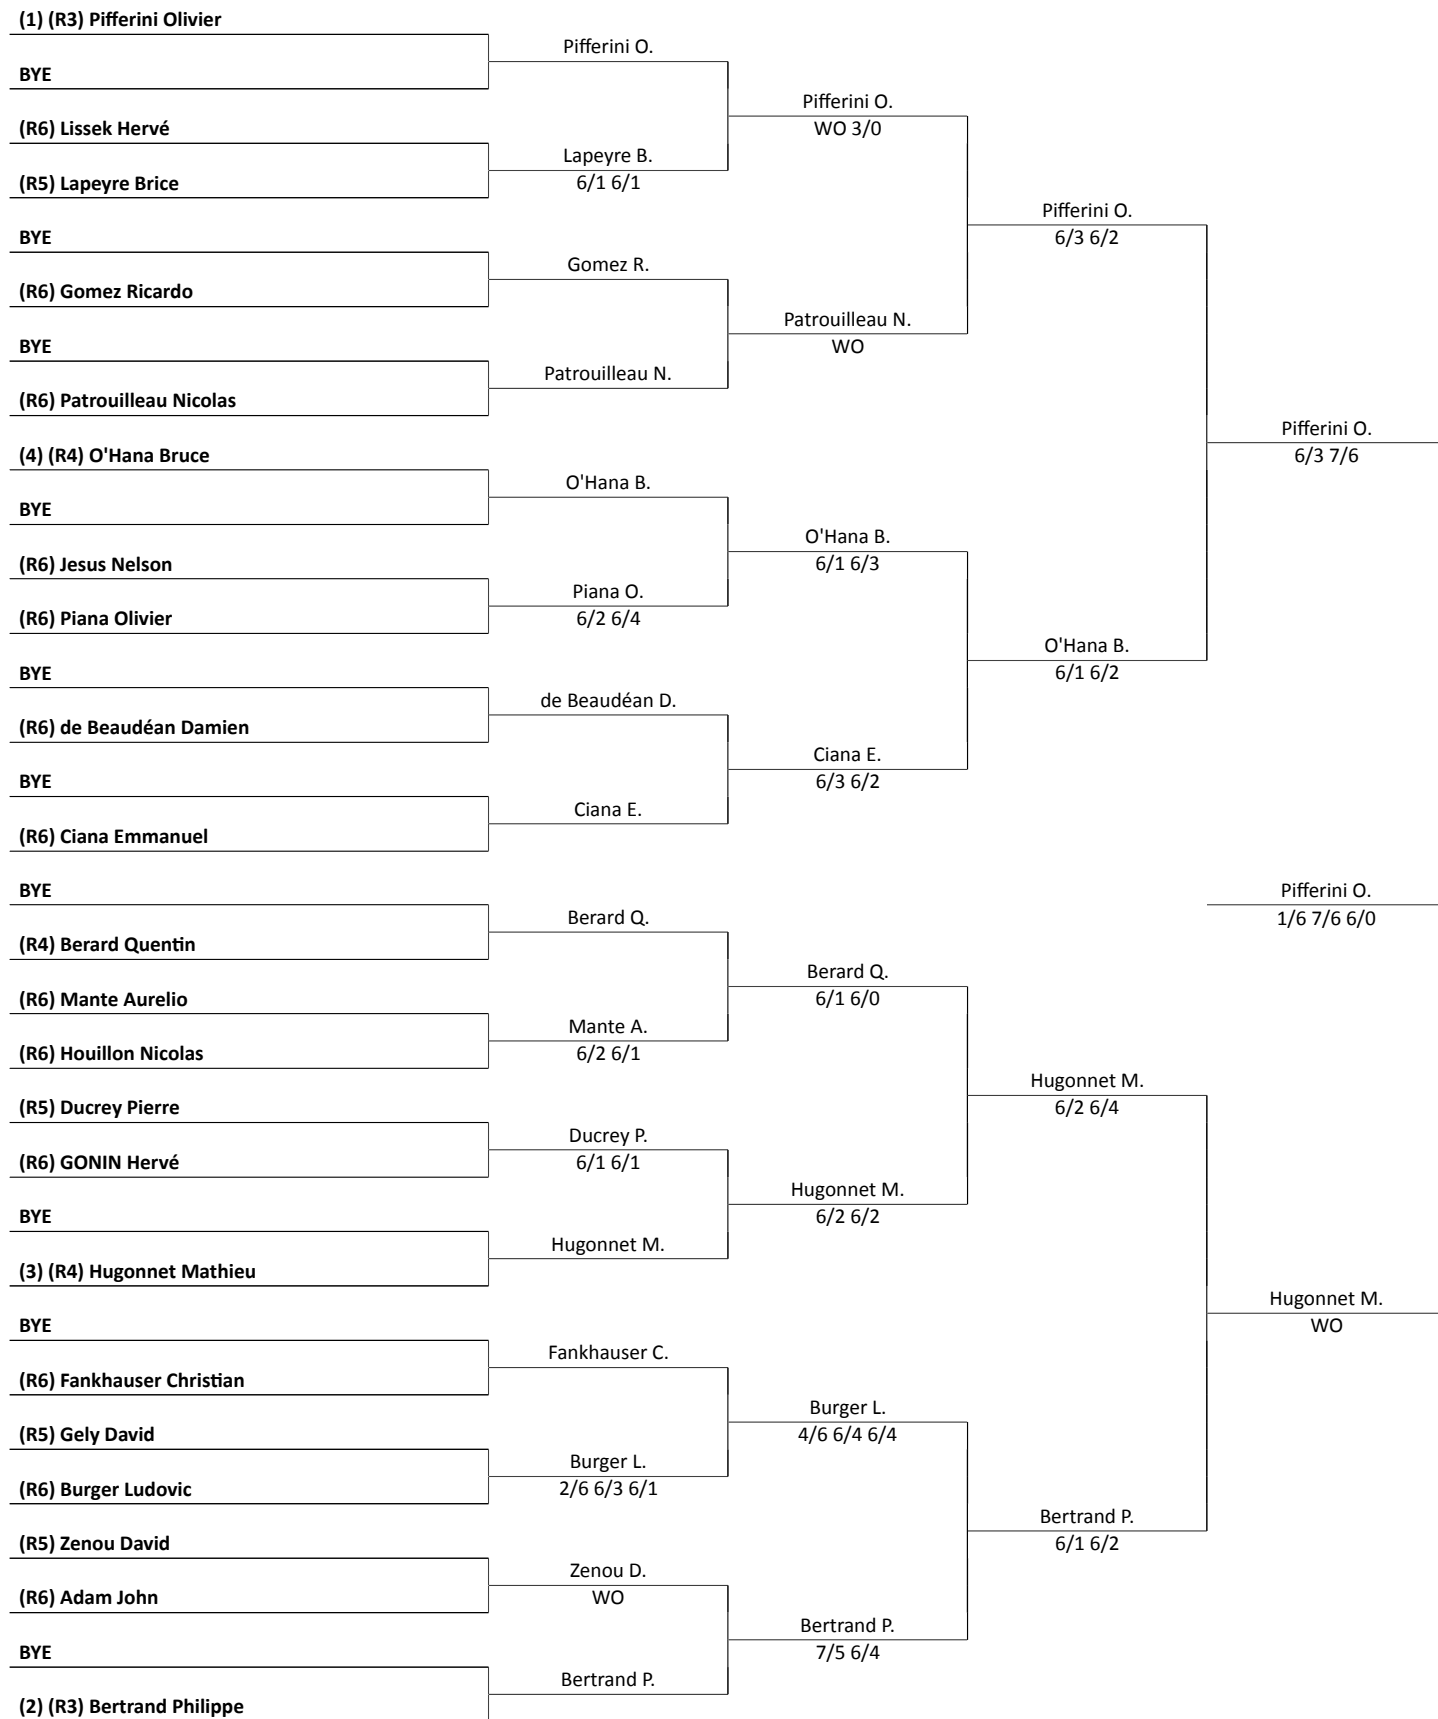 (1) (R3) Pifferini Olivier
Pifferini O.
BYE
Pifferini O.
WO 3/0
(R6) Lissek Hervé
Lapeyre B.
6/1 6/1
(R5) Lapeyre Brice
Pifferini O.
6/3 6/2
BYE
Gomez R.
(R6) Gomez Ricardo
Patrouilleau N.
WO
BYE
Patrouilleau N.
(R6) Patrouilleau Nicolas
Pifferini O.
6/3 7/6
(4) (R4) O'Hana Bruce
O'Hana B.
BYE
O'Hana B.
6/1 6/3
(R6) Jesus Nelson
Piana O.
6/2 6/4
(R6) Piana Olivier
O'Hana B.
6/1 6/2
BYE
de Beaudéan D.
(R6) de Beaudéan Damien
Ciana E.
6/3 6/2
BYE
Ciana E.
(R6) Ciana Emmanuel
BYE
Pifferini O.
1/6 7/6 6/0
Berard Q.
(R4) Berard Quentin
Berard Q.
6/1 6/0
(R6) Mante Aurelio
Mante A.
6/2 6/1
(R6) Houillon Nicolas
Hugonnet M.
6/2 6/4
(R5) Ducrey Pierre
Ducrey P.
6/1 6/1
(R6) GONIN Hervé
Hugonnet M.
6/2 6/2
BYE
Hugonnet M.
(3) (R4) Hugonnet Mathieu
Hugonnet M.
WO
BYE
Fankhauser C.
(R6) Fankhauser Christian
Burger L.
4/6 6/4 6/4
(R5) Gely David
Burger L.
2/6 6/3 6/1
(R6) Burger Ludovic
Bertrand P.
6/1 6/2
(R5) Zenou David
Zenou D.
WO
(R6) Adam John
Bertrand P.
7/5 6/4
BYE
Bertrand P.
(2) (R3) Bertrand Philippe